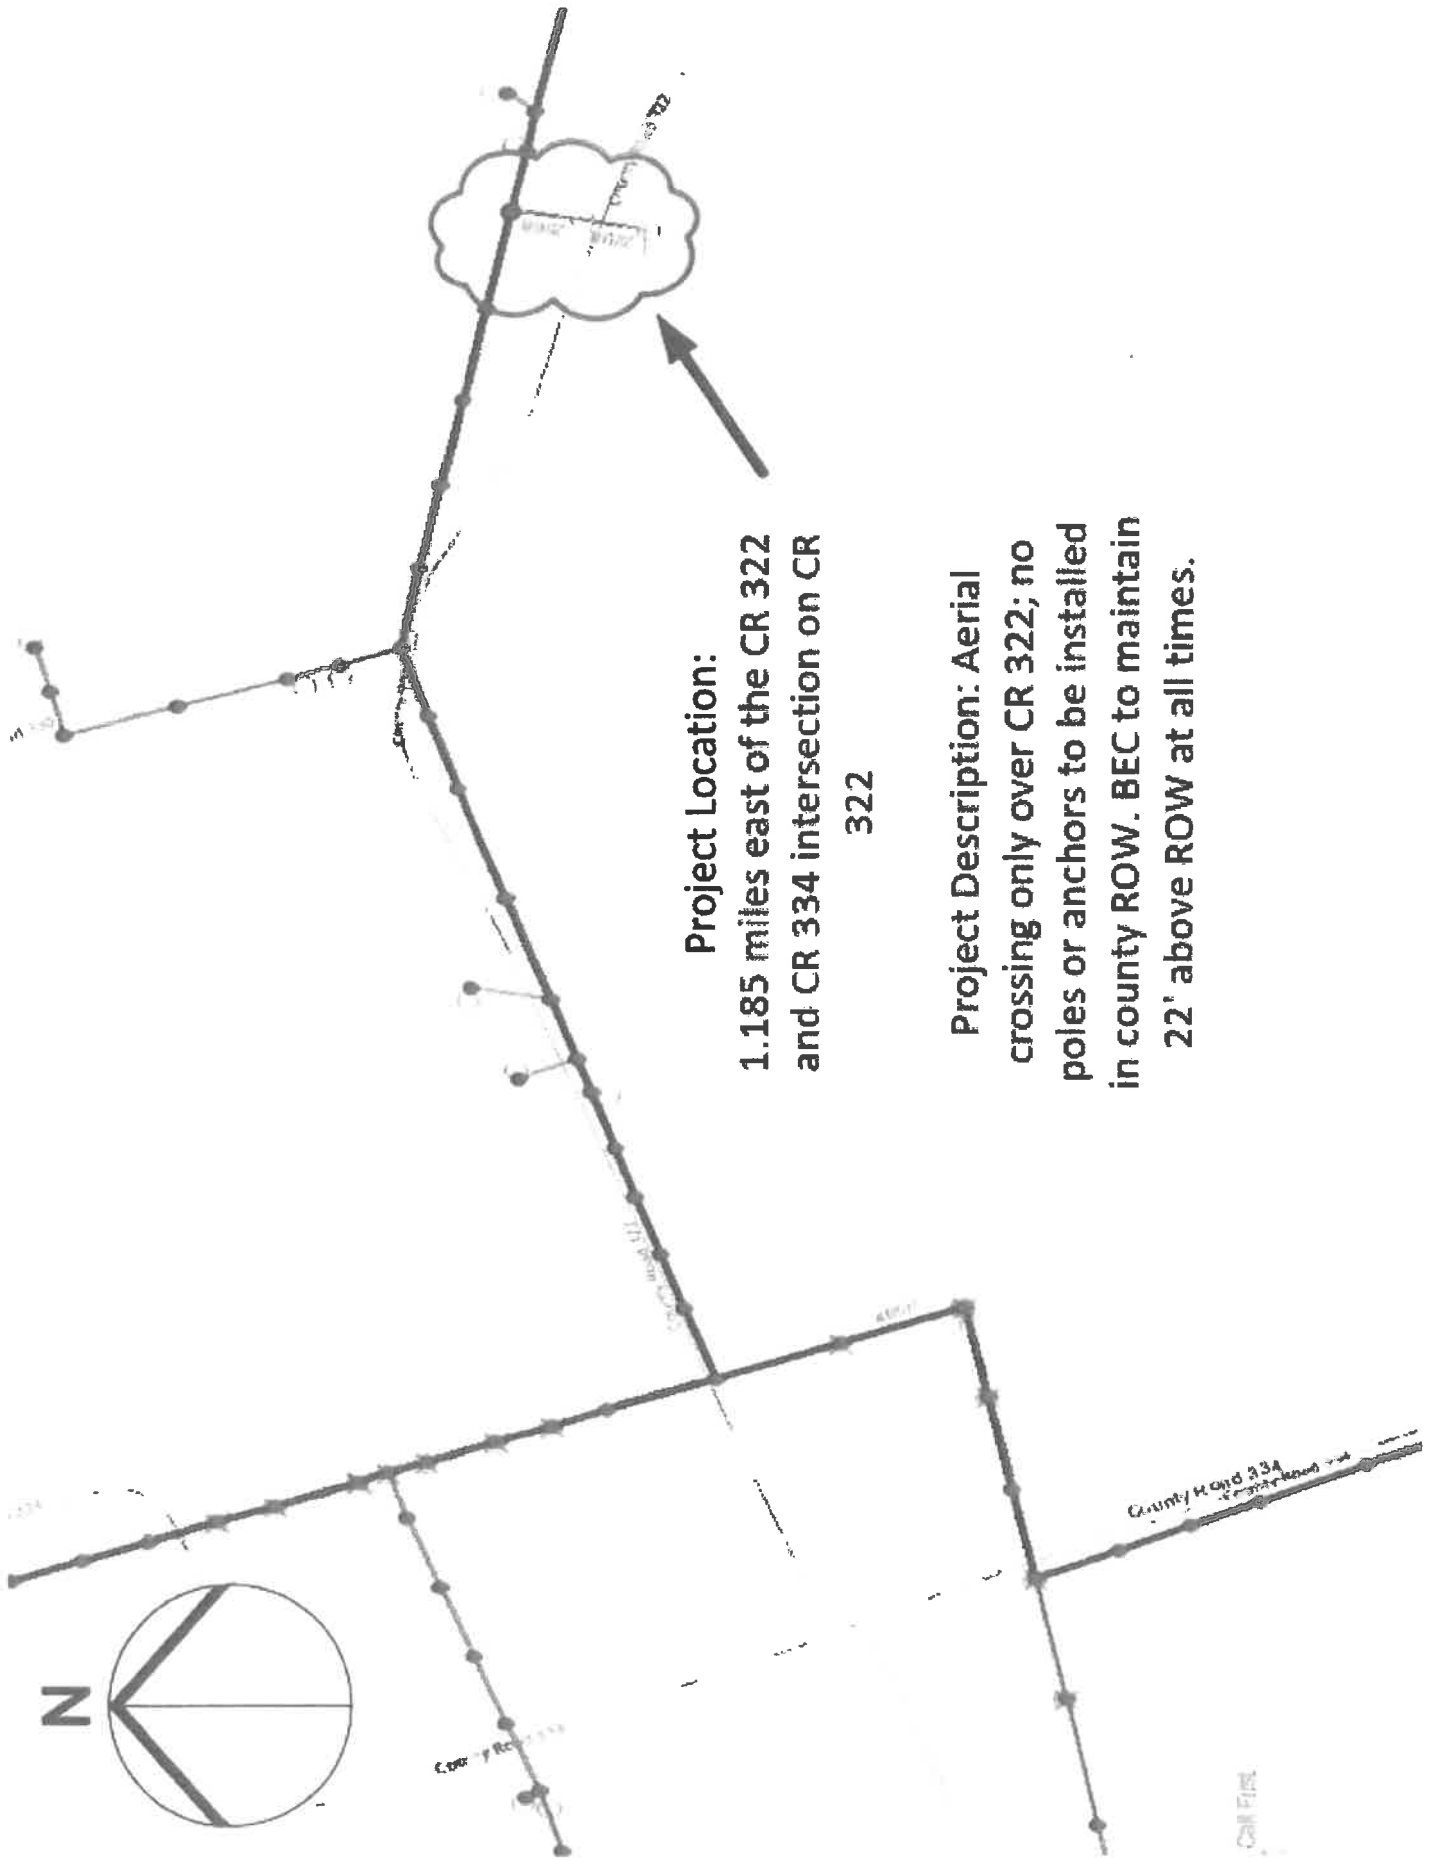 N
Project Location:
1.185 miles east of the CR 322
and CR 334 intersection on CR
322
Project Description: Aerial
crossing only over CR 322; no
poles or anchors to be installed
in county ROW. BEC to maintain
22' above ROW at all times.
County Road 334
Call First